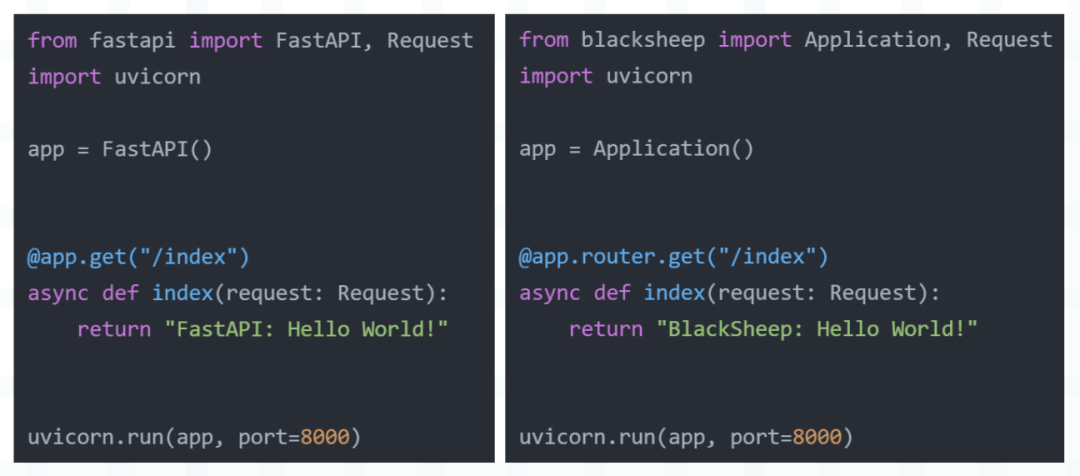 from fastapi import FastAPI, Request
import uvicorn
app = FastAPI()
@app.get("/index")
async def index(request: Request):
    return "FastAPI: Hello World!"
uvicorn.run(app, port=8000)
from blacksheep import Application, Request
import uvicorn
app = Application()
@app.router.get("/index")
async def index(request: Request):
    return "BlackSheep: Hello World!"
uvicorn.run(app, port=8000)